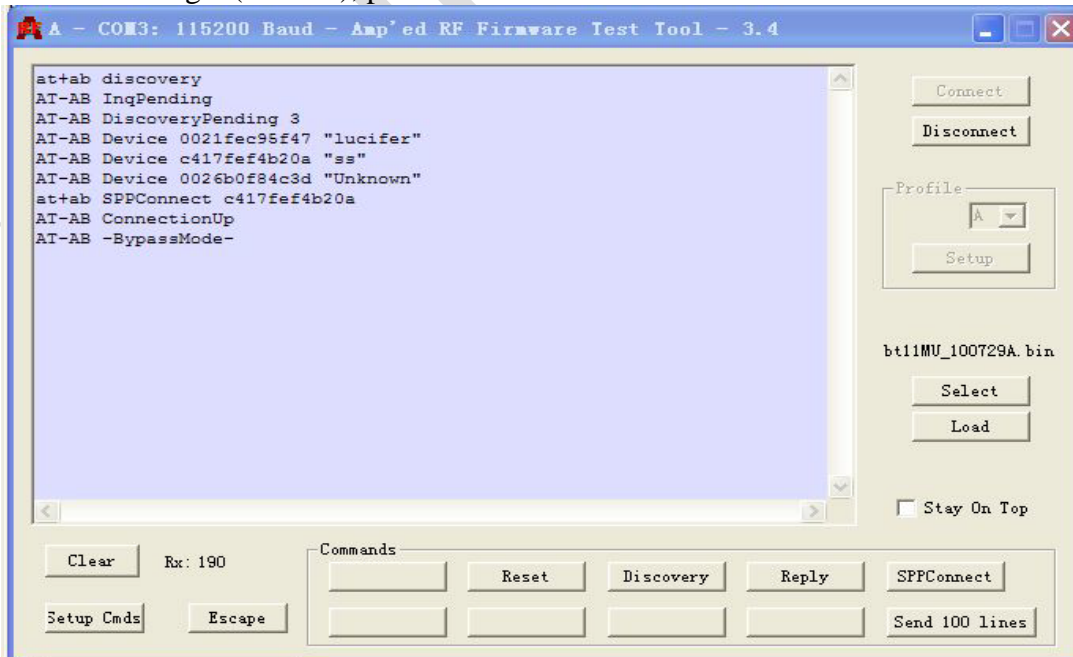 A - COM3: 115200 Baud - Amp'ed RF Firmware Test Tool - 3.4
at+ab discovery
AT-AB InqPending
AT-AB DiscoveryPending 3
AT-AB Device 0021fec95f47 "lucifer"
AT-AB Device c417fef4b20a "ss"
AT-AB Device 0026b0f84c3d "Unknown"
at+ab SPPConnect c417fef4b20a
AT-AB ConnectionUp
AT-AB -BypassMode-
Connect
Disconnect
Profile
A
Setup
bt11MU_100729A.bin
Select
Load
Stay On Top
Clear
Rx: 190
Setup Cmds
Escape
Commands
Reset
Discovery
Reply
SPPConnect
Send 100 lines